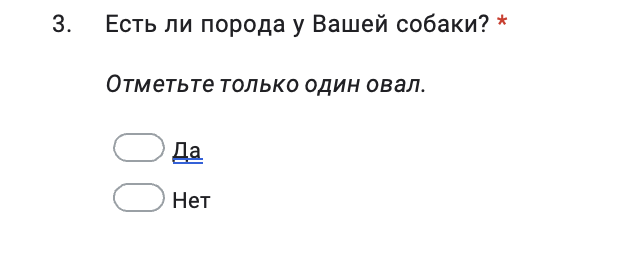 3. Есть ли порода у Вашей собаки? *
Отметьте только один овал.
Да
Нет